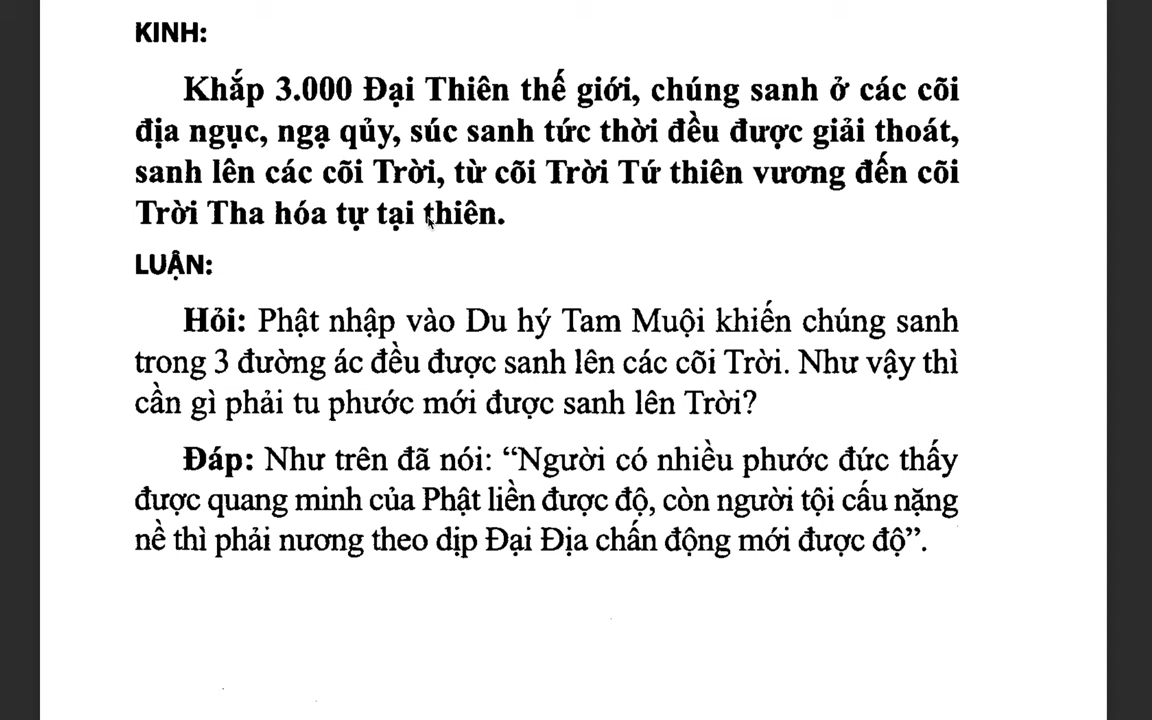 KINH:
Khắp 3.000 Đại Thiên thế giới, chúng sanh ở các cõi
địa ngục, ngạ qủy, súc sanh tức thời đều được giải thoát,
sanh lên các cõi Trời, từ cõi Trời Tứ thiên vương đến cõi
Trời Tha hóa tự tại thiên.
LUẬN:
Hỏi: Phật nhập vào Du hý Tam Muội khiến chúng sanh
trong 3 đường ác đều được sanh lên các cõi Trời. Như vậy thì
cần gì phải tu phước mới được sanh lên Trời?
Đáp: Như trên đã nói: “Người có nhiều phước đức thấy
được quang minh của Phật liền được độ, còn người tội cấu nặng
nề thì phải nương theo dịp Đại Địa chấn động mới được độ”.